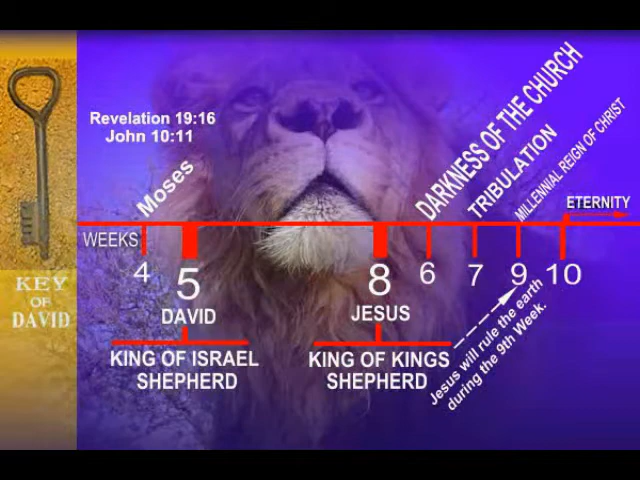 Revelation 19:16
John 10:11
Moses
DARKNESS OF THE CHURCH
TRIBULATION
MILLENNIAL REIGN OF CHRIST
ETERNITY
WEEKS
4
5
8
6
7
9
10
DAVID
JESUS
KING OF ISRAEL
SHEPHERD
KING OF KINGS
SHEPHERD
Jesus will rule the earth
during the 9th Week.
KEY
OF
DAVID